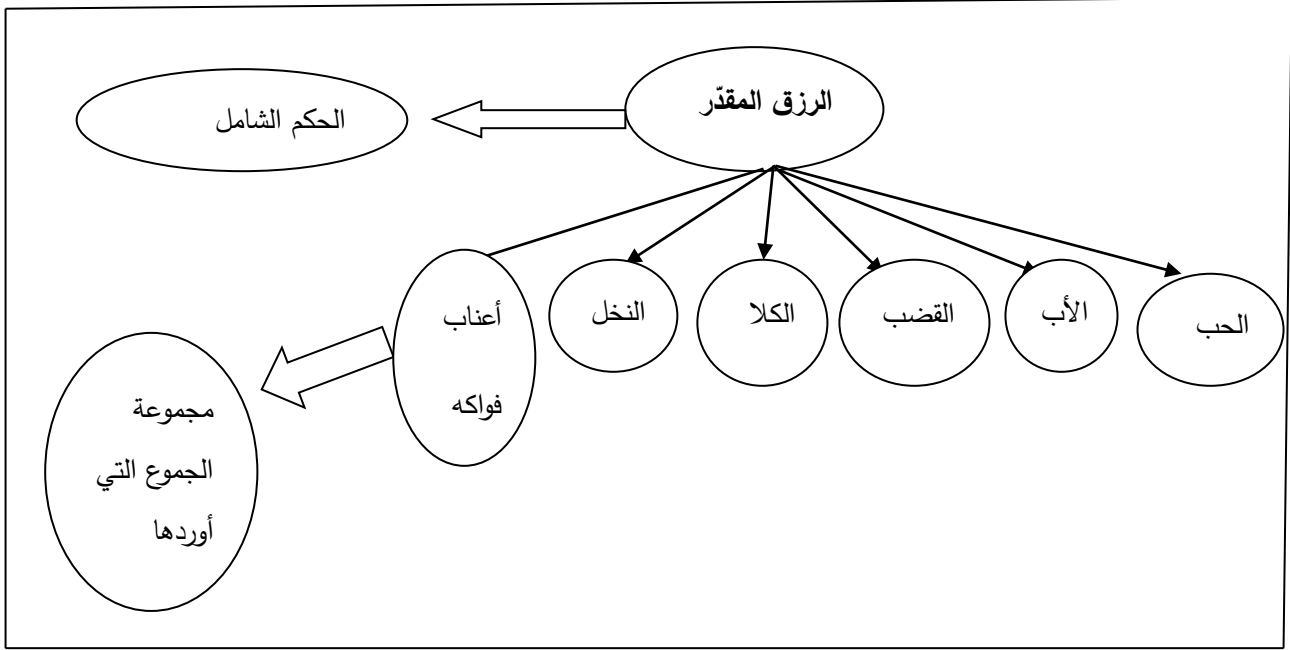 الرزق المقدّر
الحكم الشامل
الحب
الأب
القضب
الكلا
النخل
أعناب
فواكه
مجموعة
الجموع التي
أوردها